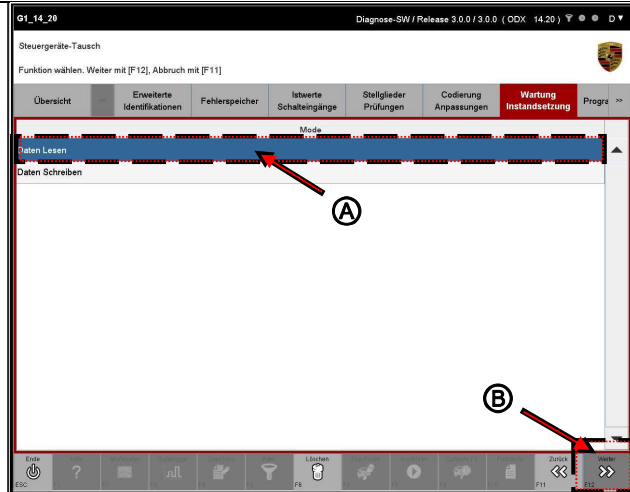 G1_14_20
Diagnose-SW / Release 3.0.0 / 3.0.0 ( ODX 14.20 ) D
Steuergeräte-Tausch
Funktion wählen. Weiter mit [F12], Abbruch mit [F11]
Übersicht
Erweiterte
Identifikationen
Fehlerspeicher
Istwerte
Schalteingänge
Stellglieder
Prüfungen
Codierung
Anpassungen
Wartung
Instandsetzung
Progra
>>
Mode
Daten Lesen
Daten Schreiben
A
B
Ende
ESC
Löschen
F6
Zurück
F11
Weiter
F12